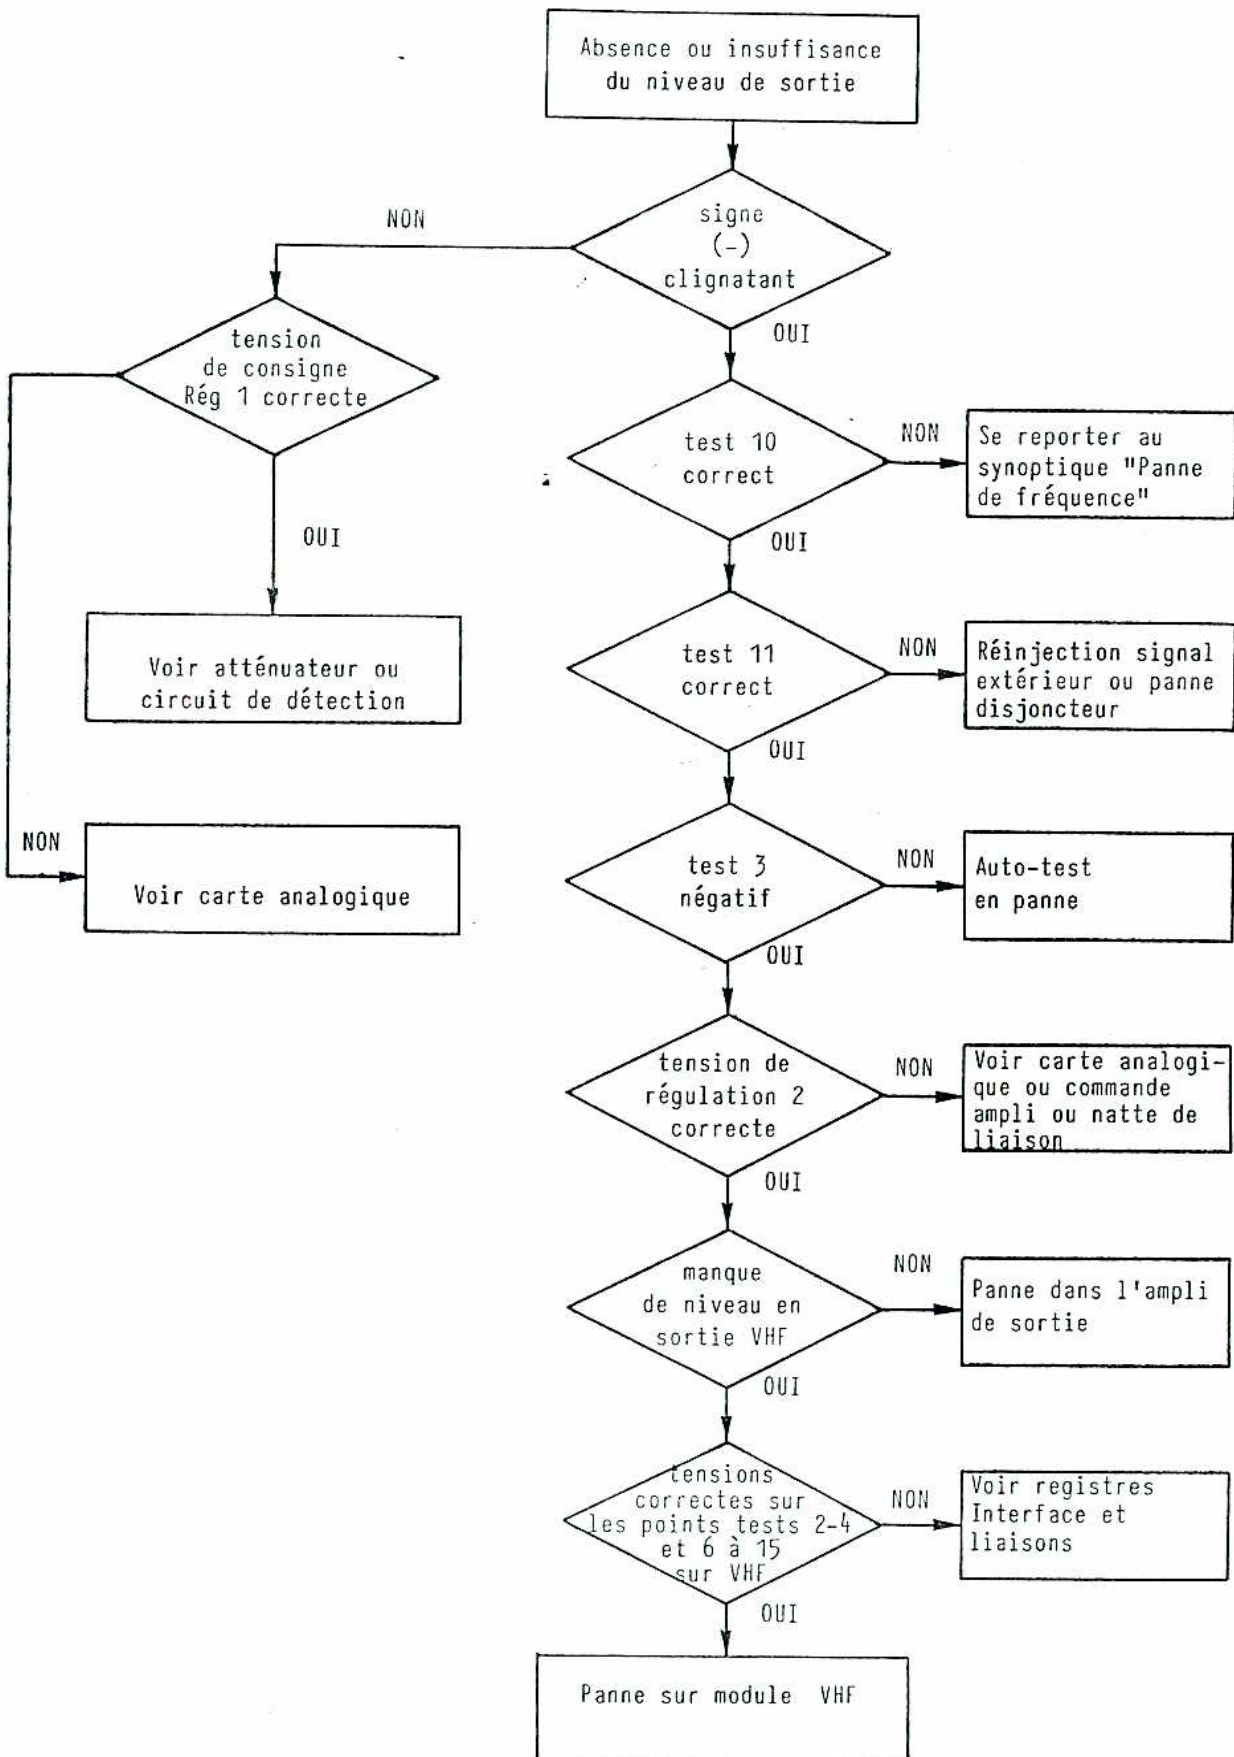 Absence ou insuffisance
du niveau de sortie
signe
(-)
clignatant
NON
OUI
tension
de consigne
Rég 1 correcte
OUI
Voir atténuateur ou
circuit de détection
NON
Voir carte analogique
test 10
correct
NON
Se reporter au
synoptique "Panne
de fréquence"
OUI
test 11
correct
NON
Réinjection signal
extérieur ou panne
disjoncteur
OUI
test 3
négatif
NON
Auto-test
en panne
OUI
tension de
régulation 2
correcte
NON
Voir carte analogi-
que ou commande
ampli ou natte de
liaison
OUI
manque
de niveau en
sortie VHF
NON
Panne dans l'ampli
de sortie
OUI
tensions
correctes sur
les points tests 2-4
et 6 à 15
sur VHF
NON
Voir registres
Interface et
liaisons
OUI
Panne sur module VHF